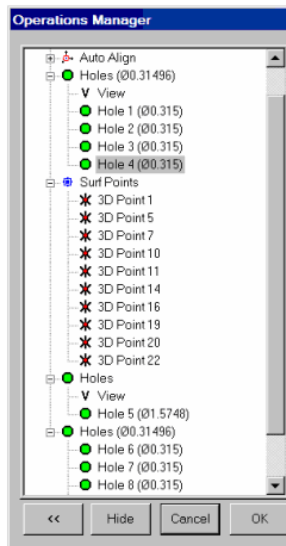 Operations Manager
Auto Align
Holes (Ø0.31496)
View
Hole 1 (Ø0.315)
Hole 2 (Ø0.315)
Hole 3 (Ø0.315)
Hole 4 (Ø0.315)
Surf Points
3D Point 1
3D Point 5
3D Point 7
3D Point 10
3D Point 11
3D Point 14
3D Point 16
3D Point 19
3D Point 20
3D Point 22
Holes
View
Hole 5 (Ø1.5748)
Holes (Ø0.31496)
Hole 6 (Ø0.315)
Hole 7 (Ø0.315)
Hole 8 (Ø0.315)
<< Hide Cancel OK